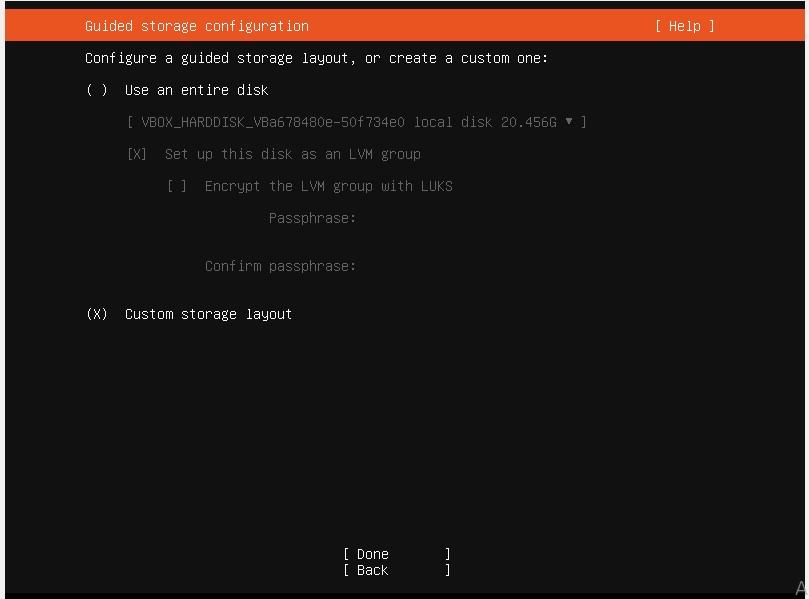 Guided storage configuration [ Help ]
Configure a guided storage layout, or create a custom one:
( ) Use an entire disk
[ VBOX_HARDDISK_VBa678480e-50f734e0 local disk 20.456G ▾ ]
[X] Set up this disk as an LVM group
[ ] Encrypt the LVM group with LUKS
Passphrase:
Confirm passphrase:
(X) Custom storage layout
[ Done ]
[ Back ]
A